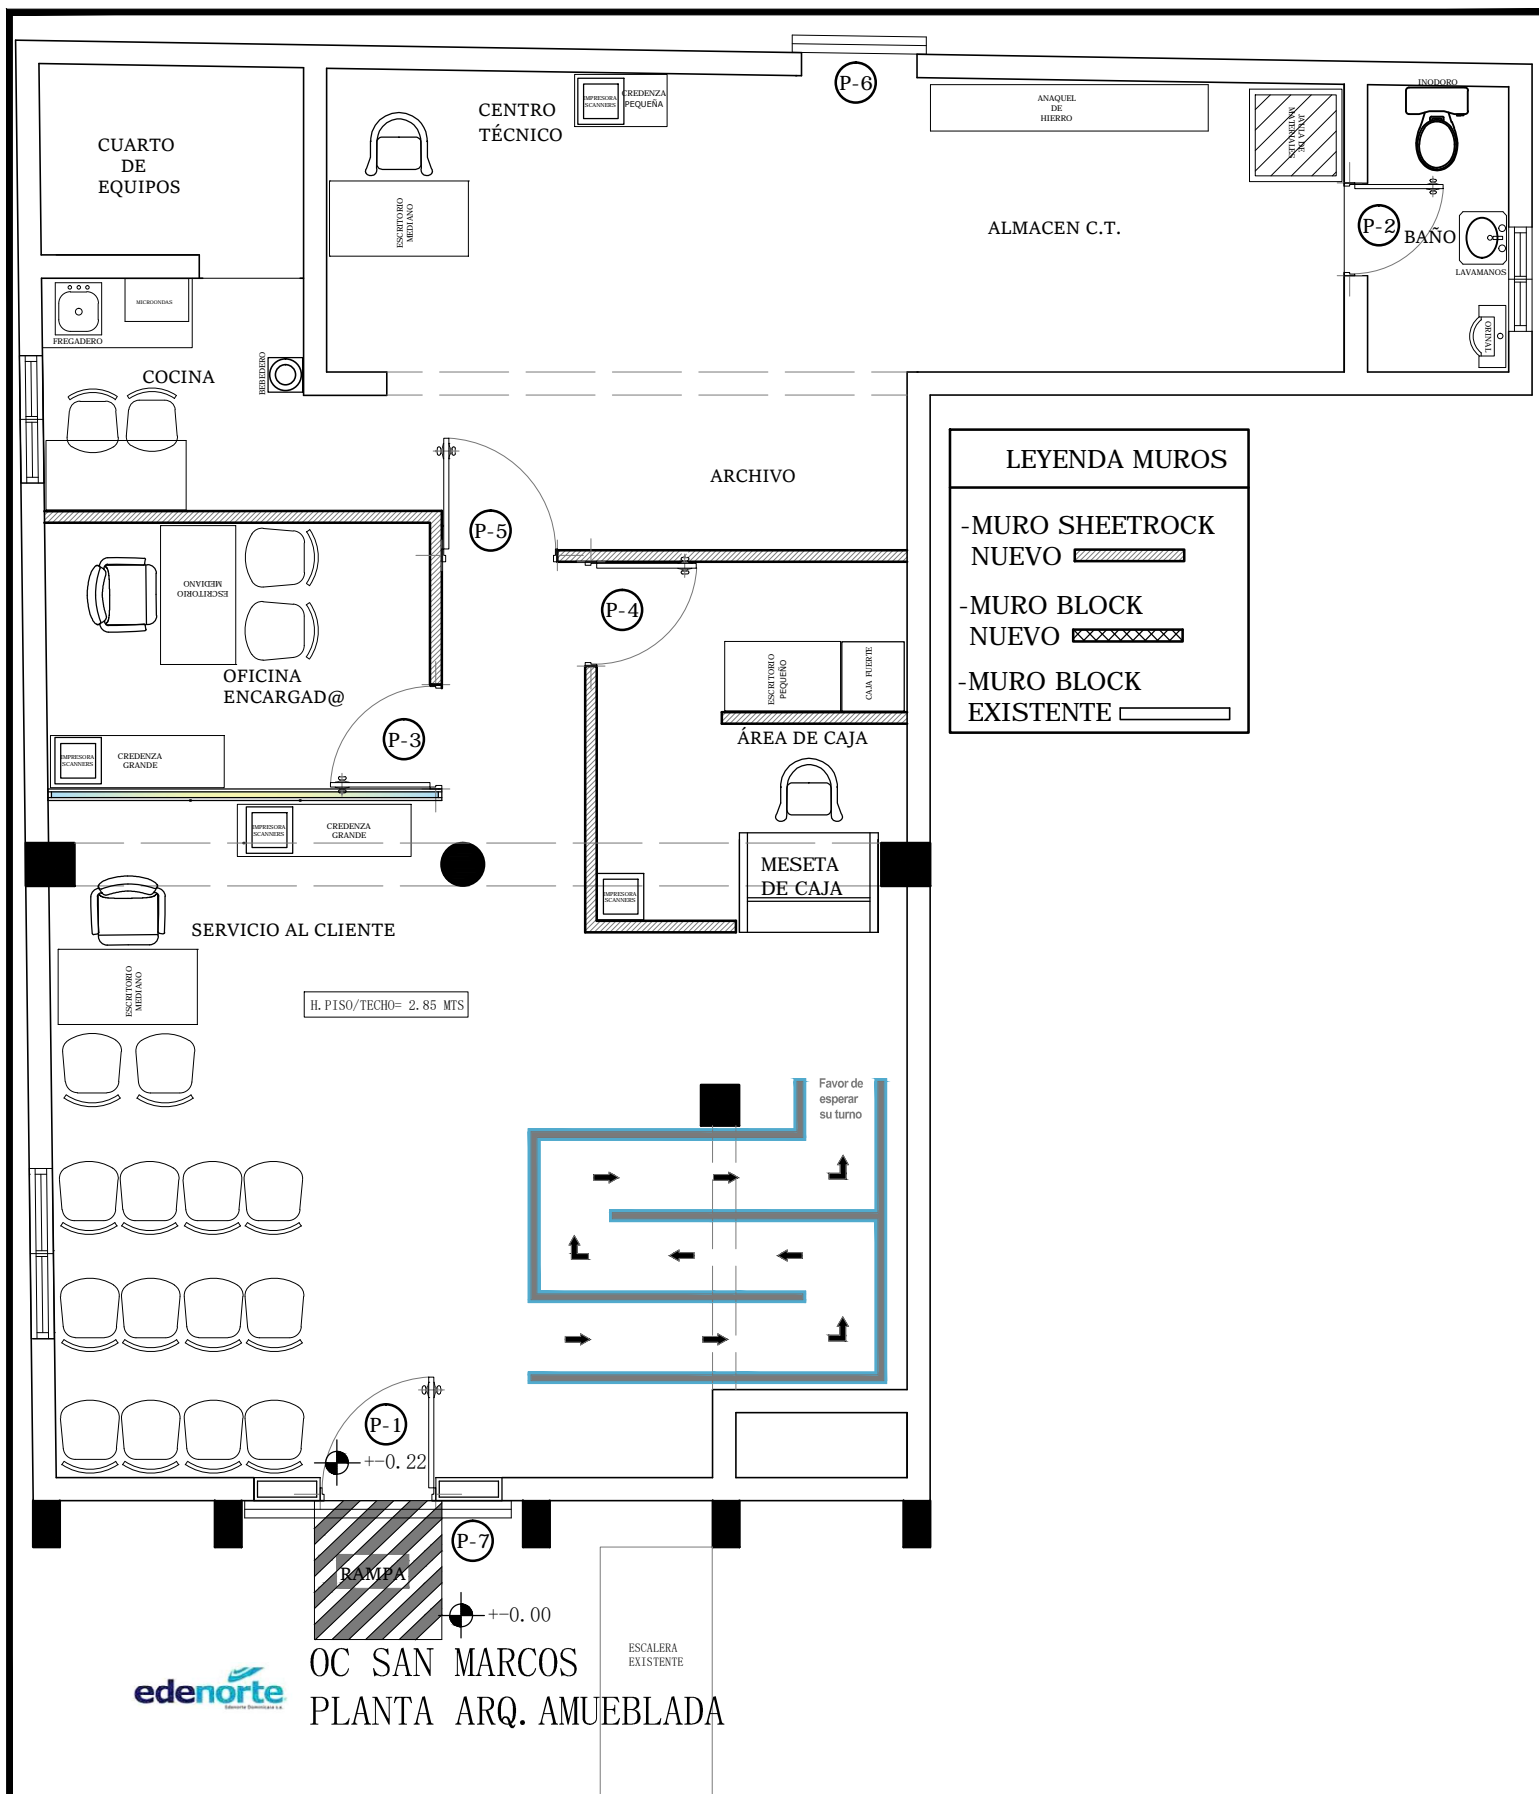 P-6
INODORO
CENTRO
TÉCNICO
IMPRESORA
SCANNERS
CREDENZA
PEQUEÑA
ANAQUEL
DE
HIERRO
JAULA DE
MATERIALES
CUARTO
DE
EQUIPOS
ESCRITORIO
MEDIANO
ALMACEN C.T.
P-2
BAÑO
LAVAMANOS
ORINAL
MICROONDAS
FREGADERO
COCINA
BEBEDERO
ARCHIVO
LEYENDA MUROS
-MURO SHEETROCK
NUEVO
-MURO BLOCK
NUEVO
-MURO BLOCK
EXISTENTE
P-5
P-4
ESCRITORIO
MEDIANO
OFICINA
ENCARGAD@
ESCRITORIO
PEQUEÑO
CAJA FUERTE
P-3
ÁREA DE CAJA
IMPRESORA
SCANNERS
CREDENZA
GRANDE
IMPRESORA
SCANNERS
CREDENZA
GRANDE
MESETA
DE CAJA
IMPRESORA
SCANNERS
SERVICIO AL CLIENTE
ESCRITORIO
MEDIANO
H. PISO/TECHO= 2.85 MTS
Favor de
esperar
su turno
P-1
+-0.22
P-7
RAMPA
+-0.00
ESCALERA
EXISTENTE
edenorte
Edenorte Dominicana s.a.
OC SAN MARCOS
PLANTA ARQ. AMUEBLADA